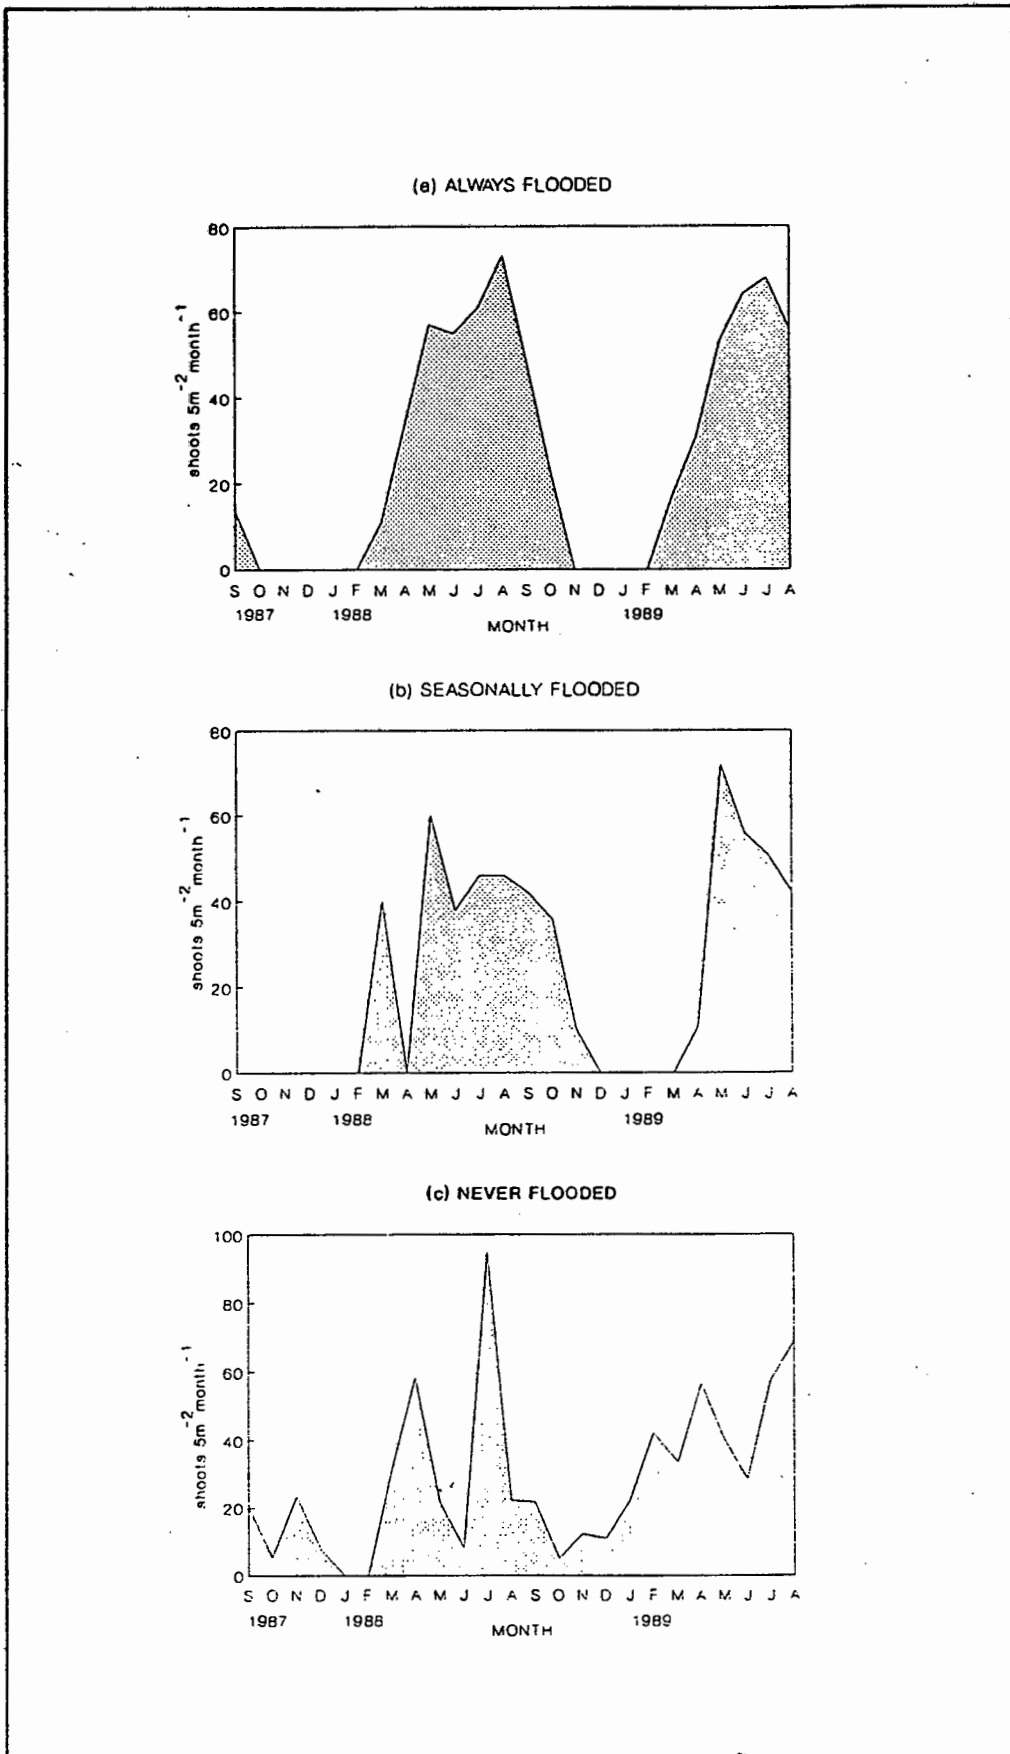 (a) ALWAYS FLOODED
80
60
40
20
0
shoots 5m⁻² month⁻¹
S O N D J F M A M J J A S O N D J F M A M J J A
1987 1988 1989
MONTH
(b) SEASONALLY FLOODED
80
60
40
20
0
shoots 5m⁻² month⁻¹
S O N D J F M A M J J A S O N D J F M A M J J A
1987 1988 1989
MONTH
(c) NEVER FLOODED
100
80
60
40
20
0
shoots 5m⁻² month⁻¹
S O N D J F M A M J J A S O N D J F M A M J J A
1987 1988 1989
MONTH